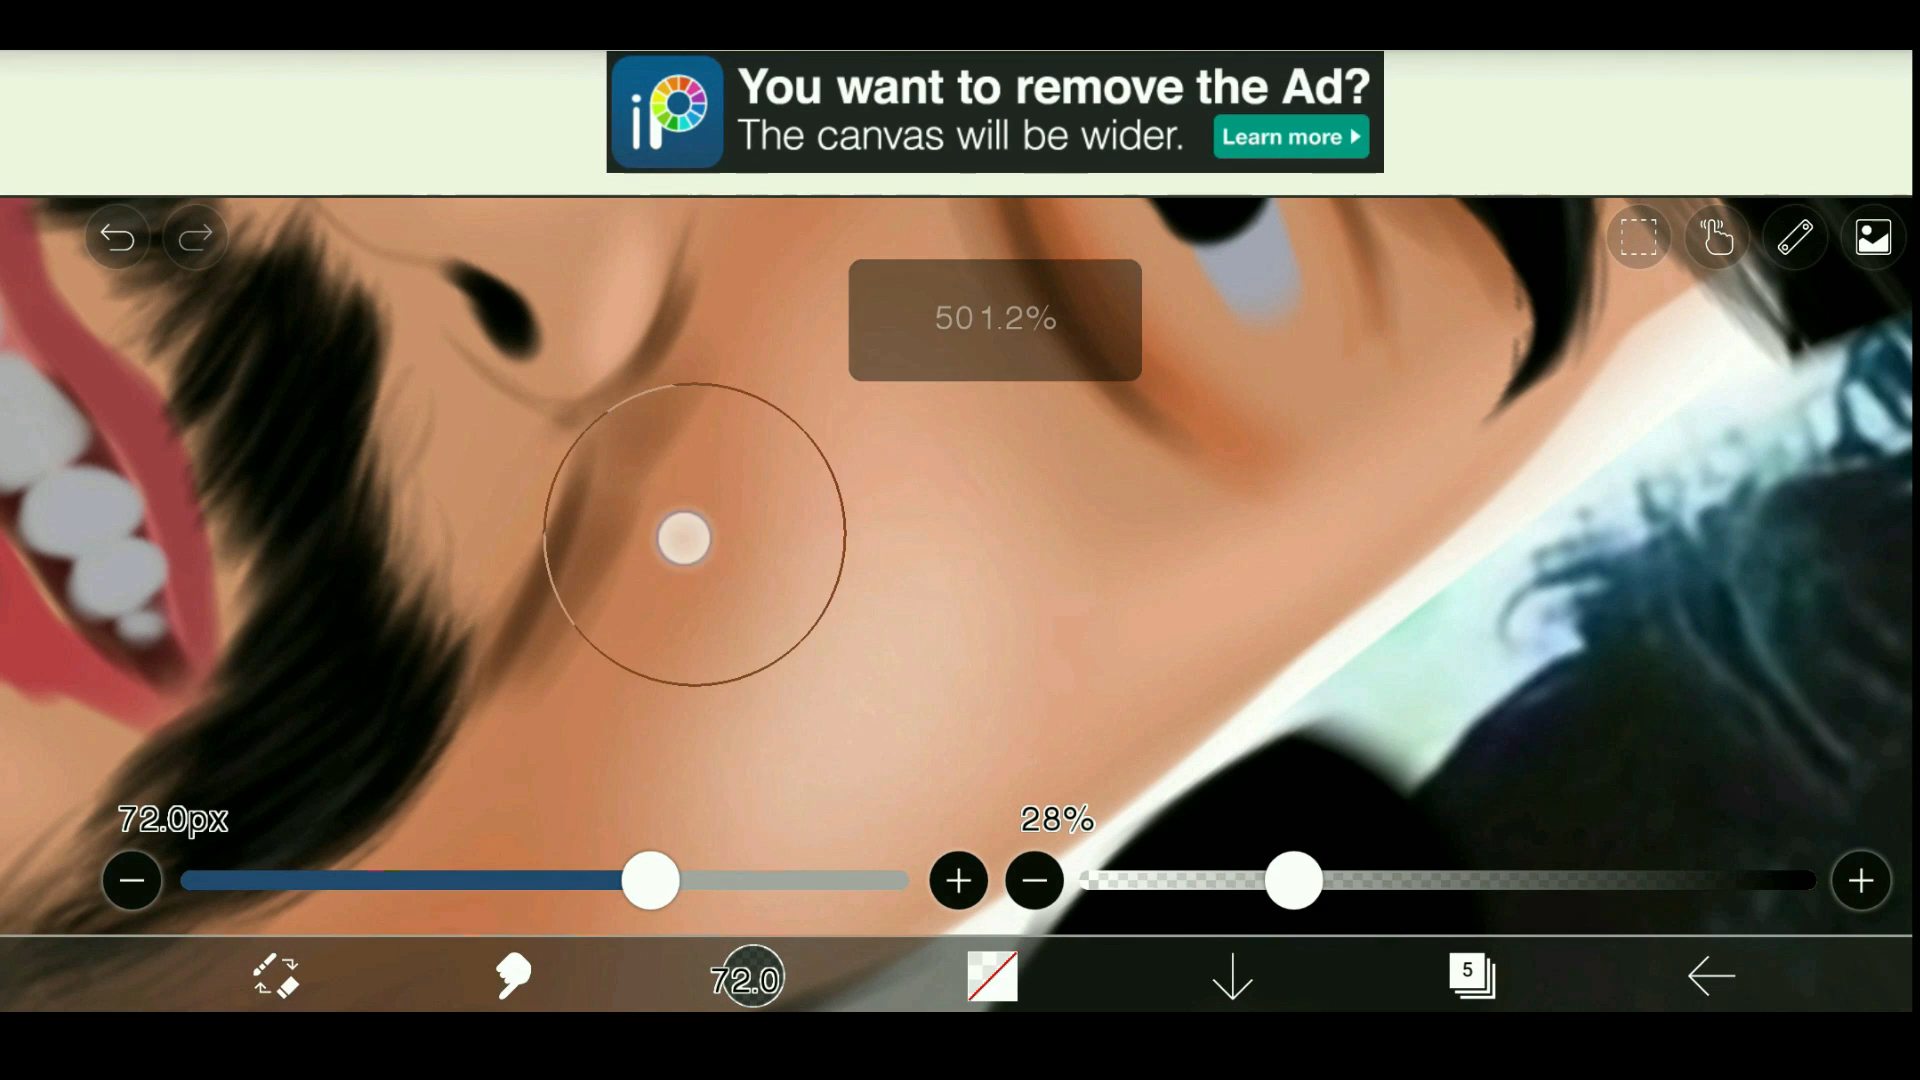 iP
You want to remove the Ad?
The canvas will be wider.
Learn more
501.2%
72.0px
28%
72.0
5